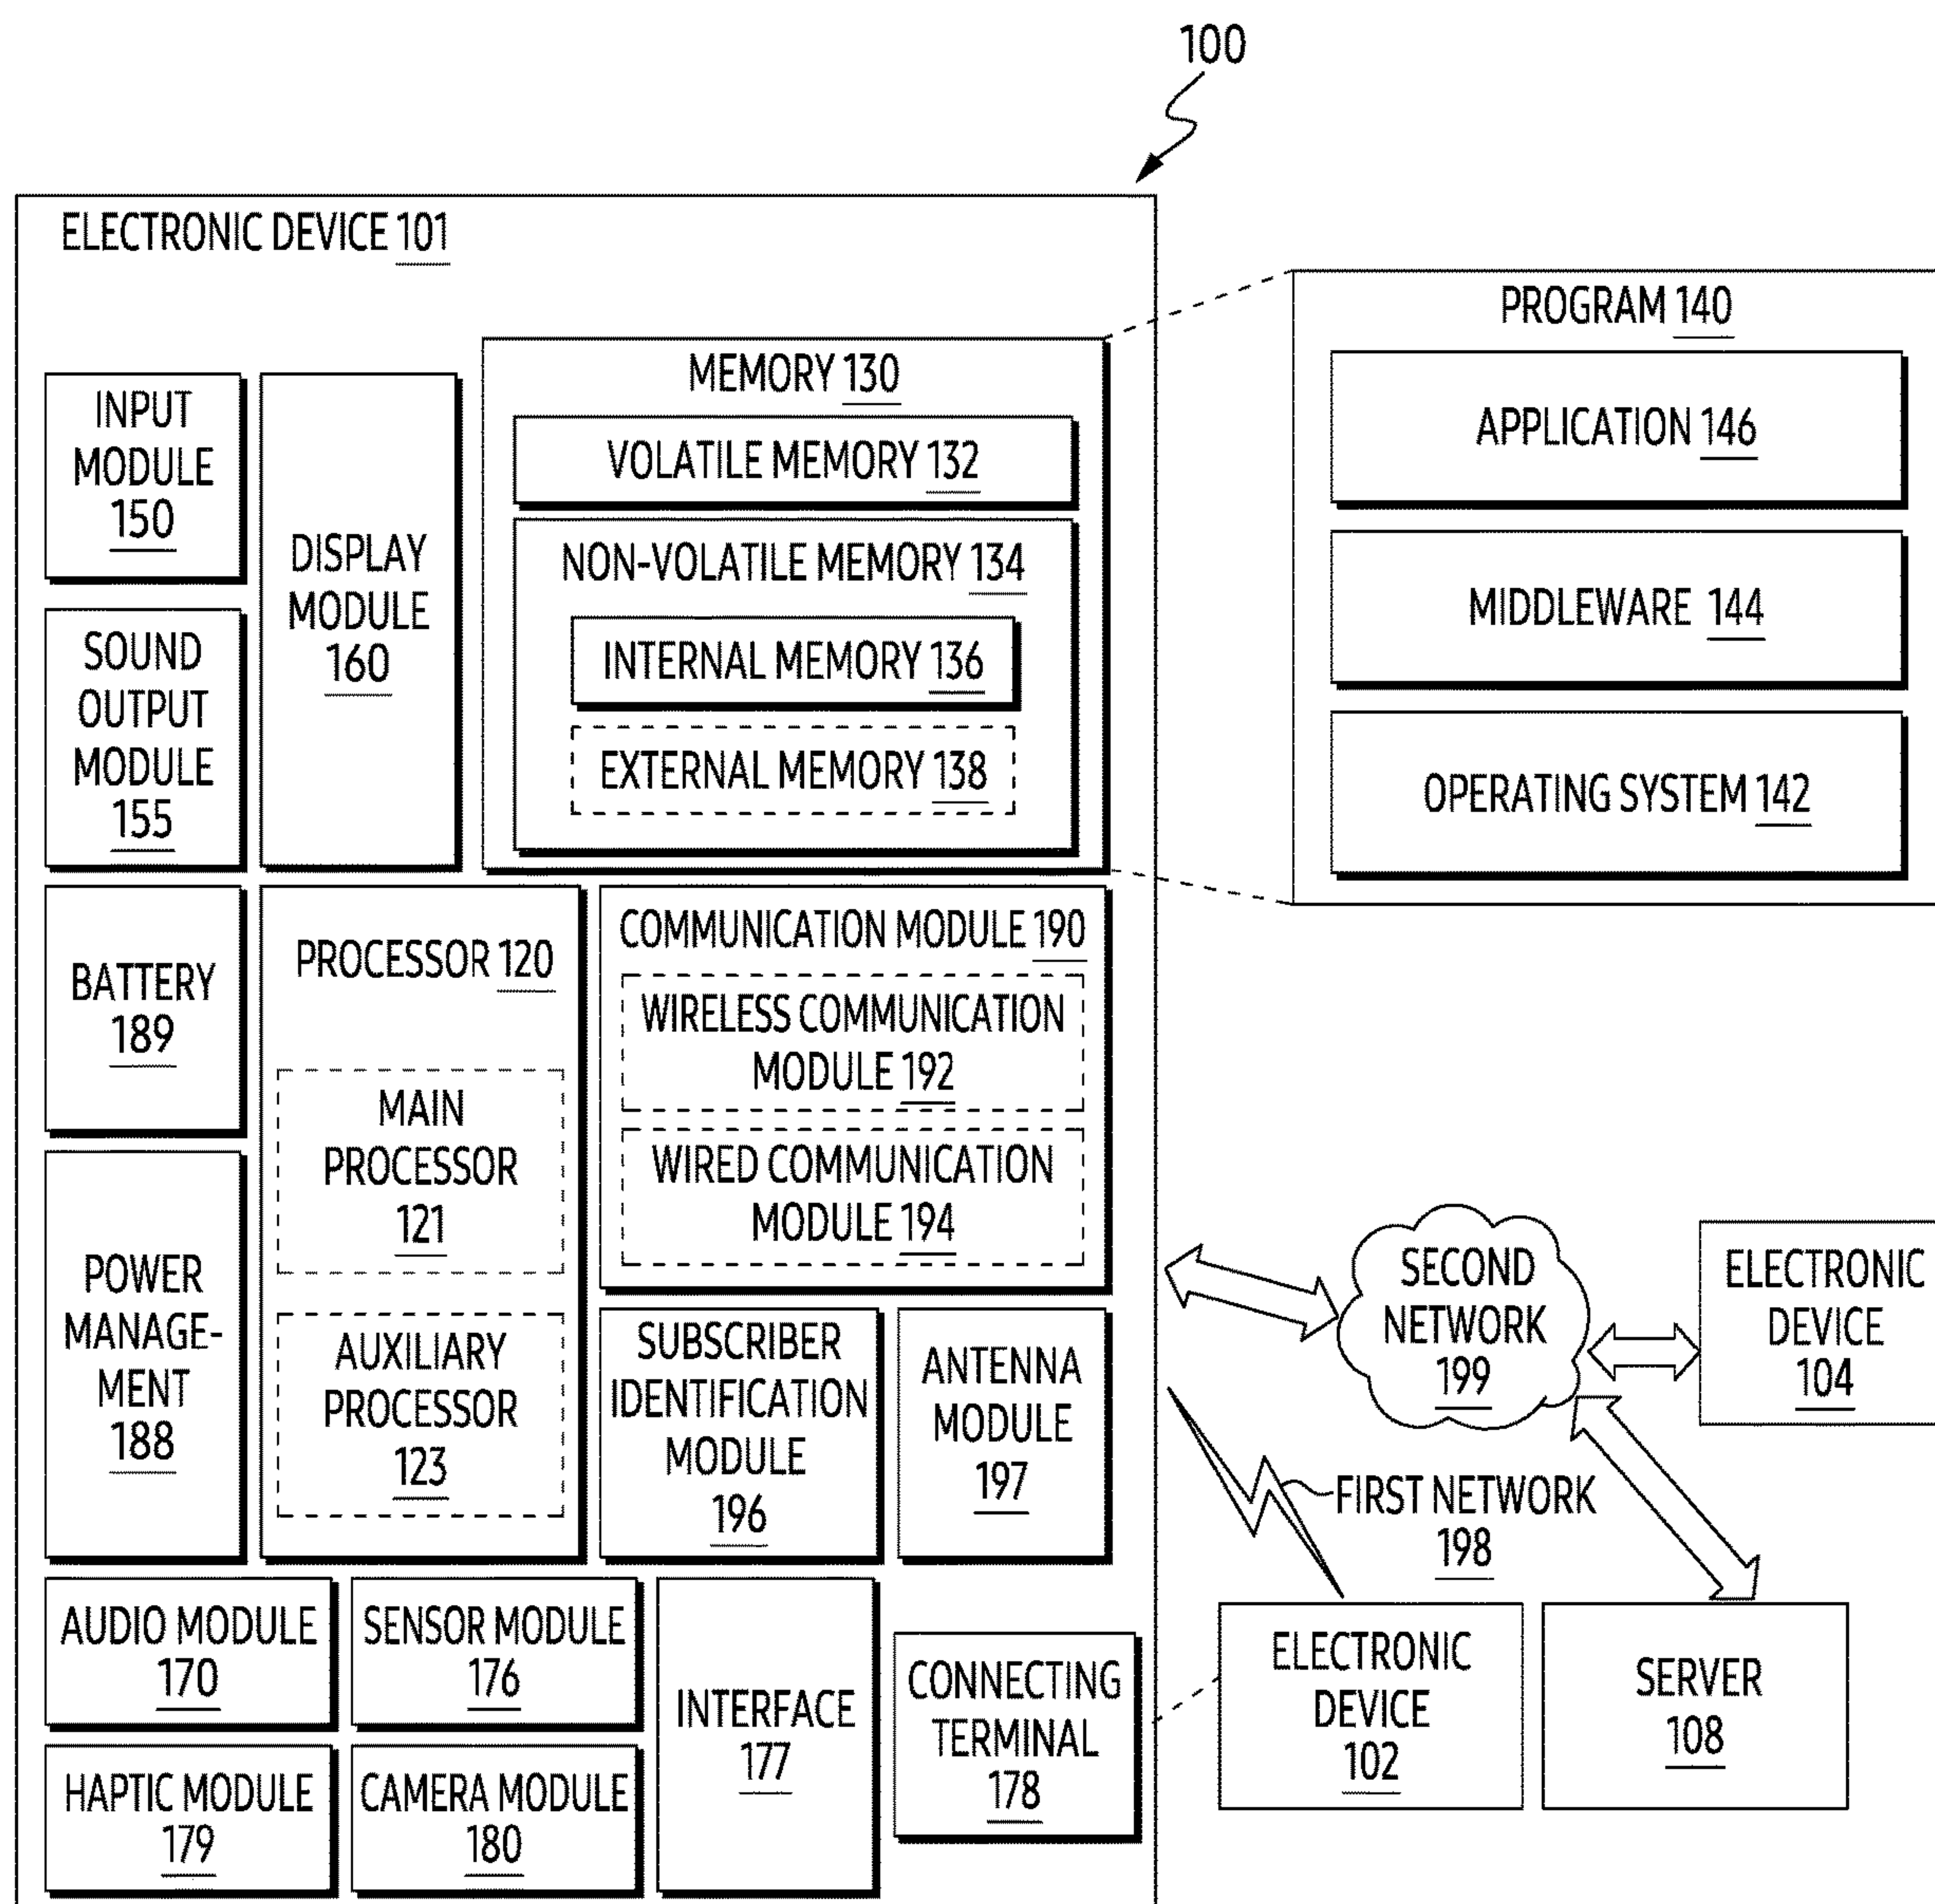 100
ELECTRONIC DEVICE 101
INPUT
MODULE
150
SOUND
OUTPUT
MODULE
155
DISPLAY
MODULE
160
MEMORY 130
VOLATILE MEMORY 132
NON-VOLATILE MEMORY 134
INTERNAL MEMORY 136
EXTERNAL MEMORY 138
PROGRAM 140
APPLICATION 146
MIDDLEWARE 144
OPERATING SYSTEM 142
BATTERY
189
POWER
MANAGE-
MENT
188
PROCESSOR 120
MAIN
PROCESSOR
121
AUXILIARY
PROCESSOR
123
COMMUNICATION MODULE 190
WIRELESS COMMUNICATION
MODULE 192
WIRED COMMUNICATION
MODULE 194
SUBSCRIBER
IDENTIFICATION
MODULE
196
ANTENNA
MODULE
197
SECOND
NETWORK
199
ELECTRONIC
DEVICE
104
FIRST NETWORK
198
AUDIO MODULE
170
SENSOR MODULE
176
HAPTIC MODULE
179
CAMERA MODULE
180
INTERFACE
177
CONNECTING
TERMINAL
178
ELECTRONIC
DEVICE
102
SERVER
108